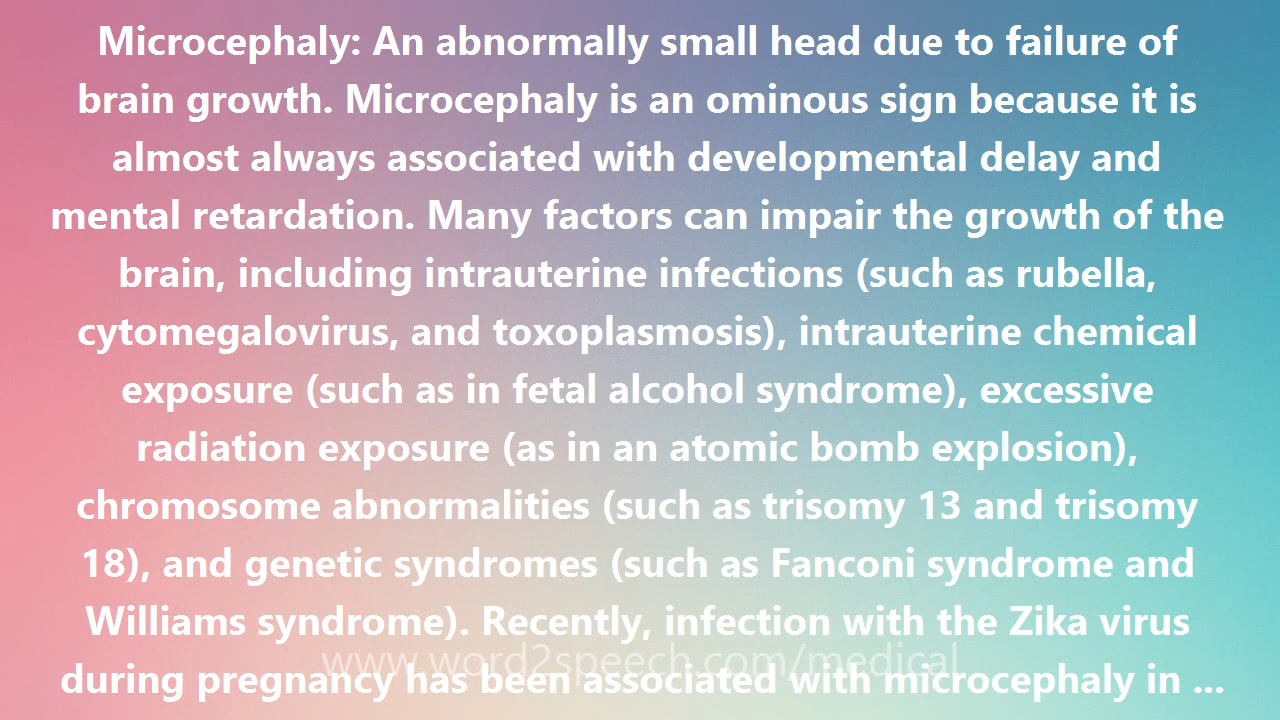 Microcephaly: An abnormally small head due to failure of
brain growth. Microcephaly is an ominous sign because it is
almost always associated with developmental delay and
mental retardation. Many factors can impair the growth of the
brain, including intrauterine infections (such as rubella,
cytomegalovirus, and toxoplasmosis), intrauterine chemical
exposure (such as in fetal alcohol syndrome), excessive
radiation exposure (as in an atomic bomb explosion),
chromosome abnormalities (such as trisomy 13 and trisomy
18), and genetic syndromes (such as Fanconi syndrome and
Williams syndrome). Recently, infection with the Zika virus
www.word2speech.com/medical
during pregnancy has been associated with microcephaly in ...